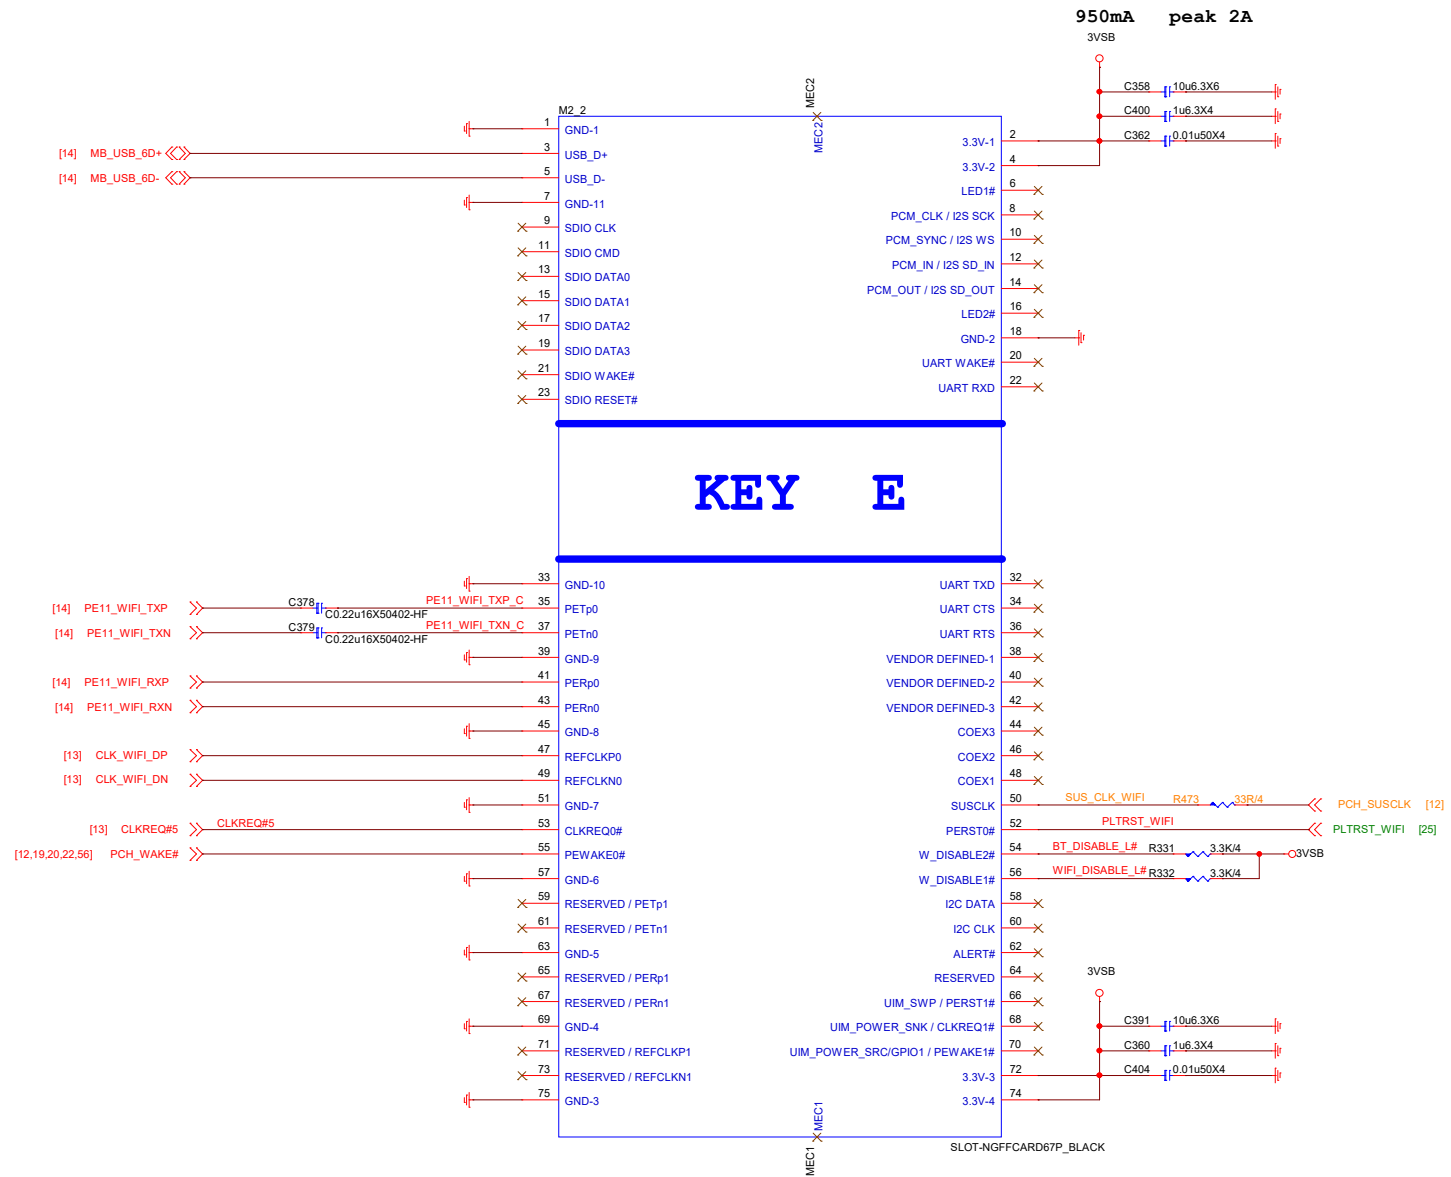 950mA peak 2A
3VSB
C358 10u6.3X6
C400 1u6.3X4
C362 0.01u50X4
MEC2
MEC2
M2_2
1 GND-1
[14] MB_USB_6D+ 3 USB_D+
[14] MB_USB_6D- 5 USB_D-
7 GND-11
9 SDIO CLK
11 SDIO CMD
13 SDIO DATA0
15 SDIO DATA1
17 SDIO DATA2
19 SDIO DATA3
21 SDIO WAKE#
23 SDIO RESET#
3.3V-1 2
3.3V-2 4
LED1# 6
PCM_CLK / I2S SCK 8
PCM_SYNC / I2S WS 10
PCM_IN / I2S SD_IN 12
PCM_OUT / I2S SD_OUT 14
LED2# 16
GND-2 18
UART WAKE# 20
UART RXD 22
KEY E
33 GND-10
[14] PE11_WIFI_TXP C378 C0.22u16X50402-HF PE11_WIFI_TXP_C 35 PETp0
[14] PE11_WIFI_TXN C379 C0.22u16X50402-HF PE11_WIFI_TXN_C 37 PETn0
39 GND-9
[14] PE11_WIFI_RXP 41 PERp0
[14] PE11_WIFI_RXN 43 PERn0
45 GND-8
[13] CLK_WIFI_DP 47 REFCLKP0
[13] CLK_WIFI_DN 49 REFCLKN0
51 GND-7
[13] CLKREQ#5 CLKREQ#5 53 CLKREQ0#
[12,19,20,22,56] PCH_WAKE# 55 PEWAKE0#
57 GND-6
59 RESERVED / PETp1
61 RESERVED / PETn1
63 GND-5
65 RESERVED / PERp1
67 RESERVED / PERn1
69 GND-4
71 RESERVED / REFCLKP1
73 RESERVED / REFCLKN1
75 GND-3
UART TXD 32
UART CTS 34
UART RTS 36
VENDOR DEFINED-1 38
VENDOR DEFINED-2 40
VENDOR DEFINED-3 42
COEX3 44
COEX2 46
COEX1 48
SUSCLK 50 SUS_CLK_WIFI R473 33R/4 PCH_SUSCLK [12]
PERST0# 52 PLTRST_WIFI PLTRST_WIFI [25]
W_DISABLE2# 54 BT_DISABLE_L# R331 3.3K/4 3VSB
W_DISABLE1# 56 WIFI_DISABLE_L# R332 3.3K/4
I2C DATA 58
I2C CLK 60
ALERT# 62
RESERVED 64
UIM_SWP / PERST1# 66
UIM_POWER_SNK / CLKREQ1# 68
UIM_POWER_SRC/GPIO1 / PEWAKE1# 70
3.3V-3 72
3.3V-4 74
3VSB
C391 10u6.3X6
C360 1u6.3X4
C404 0.01u50X4
MEC1
MEC1
SLOT-NGFFCARD67P_BLACK